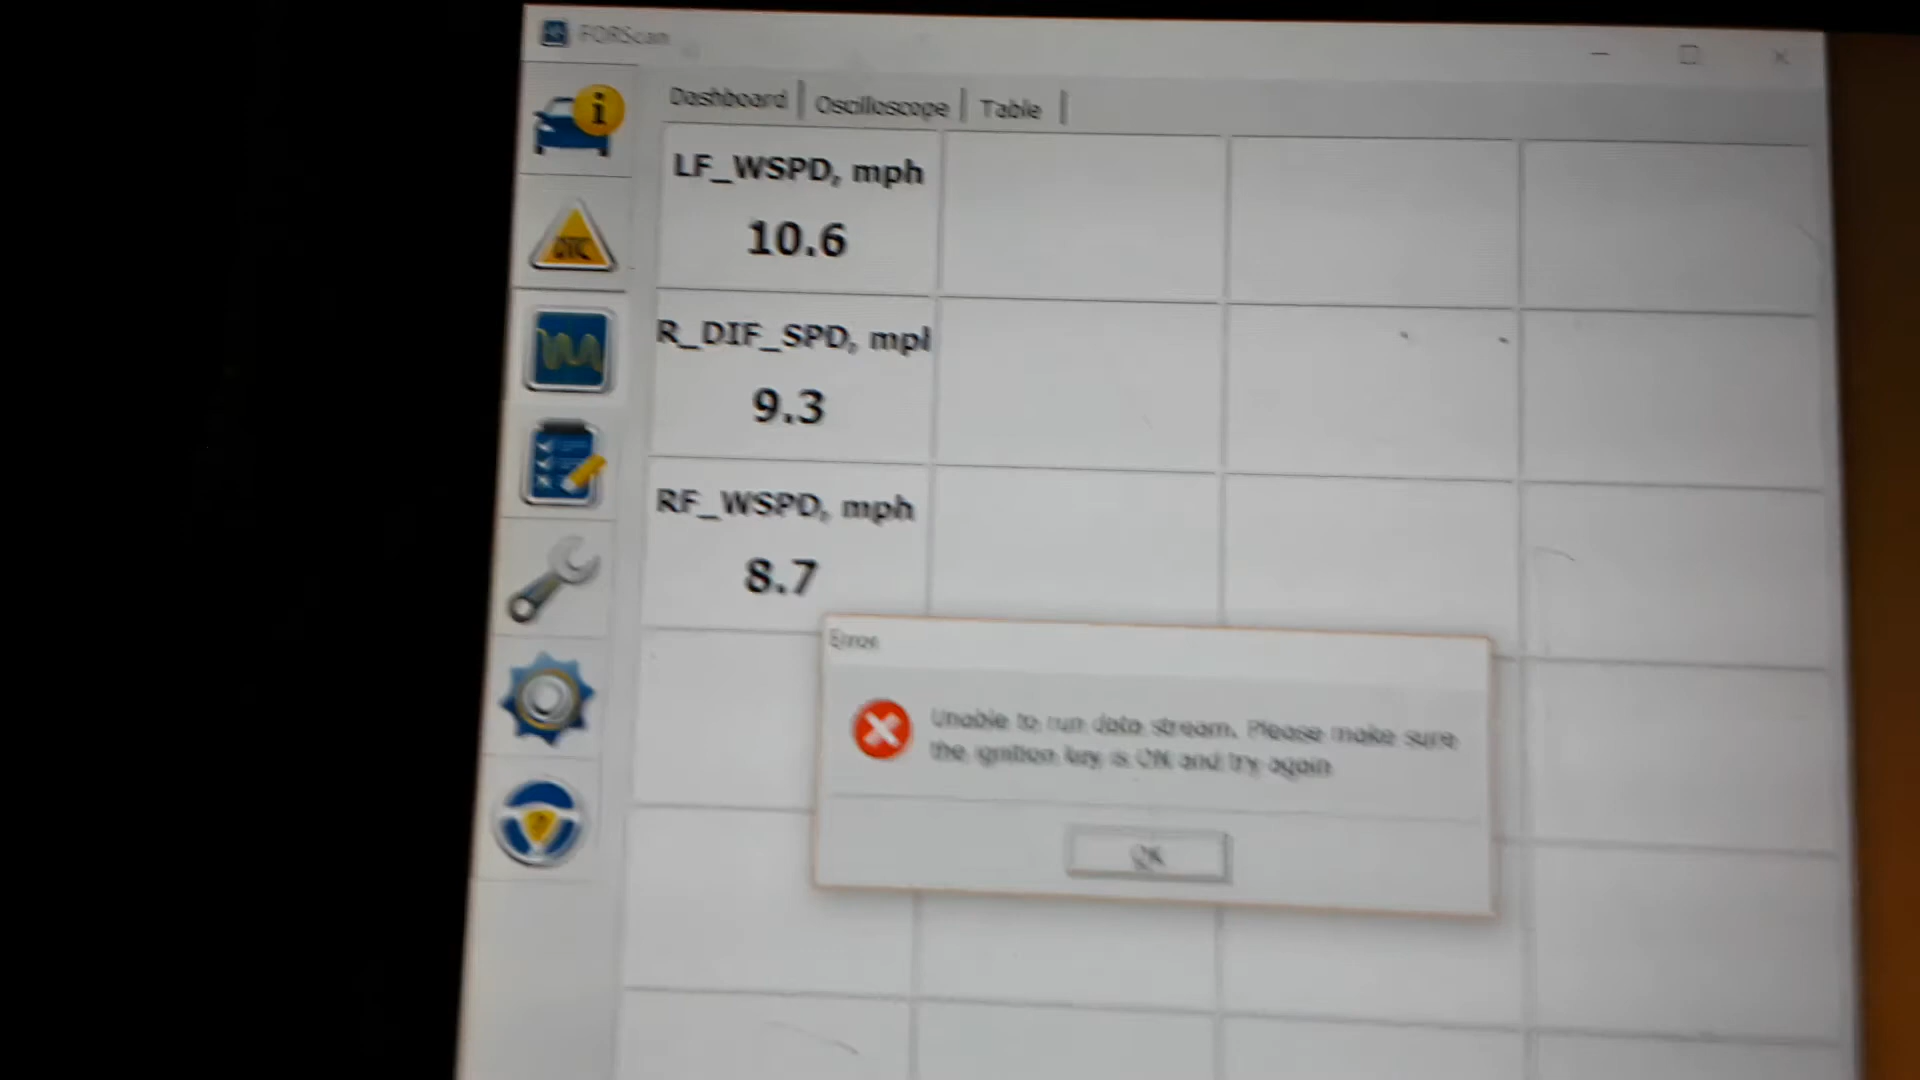 FORScan
Dashboard Oscilloscope Table
LF_WSPD, mph
10.6
R_DIF_SPD, mpl
9.3
RF_WSPD, mph
8.7
Error
Unable to run data stream. Please make sure
the ignition key is ON and try again
OK
DTC
i